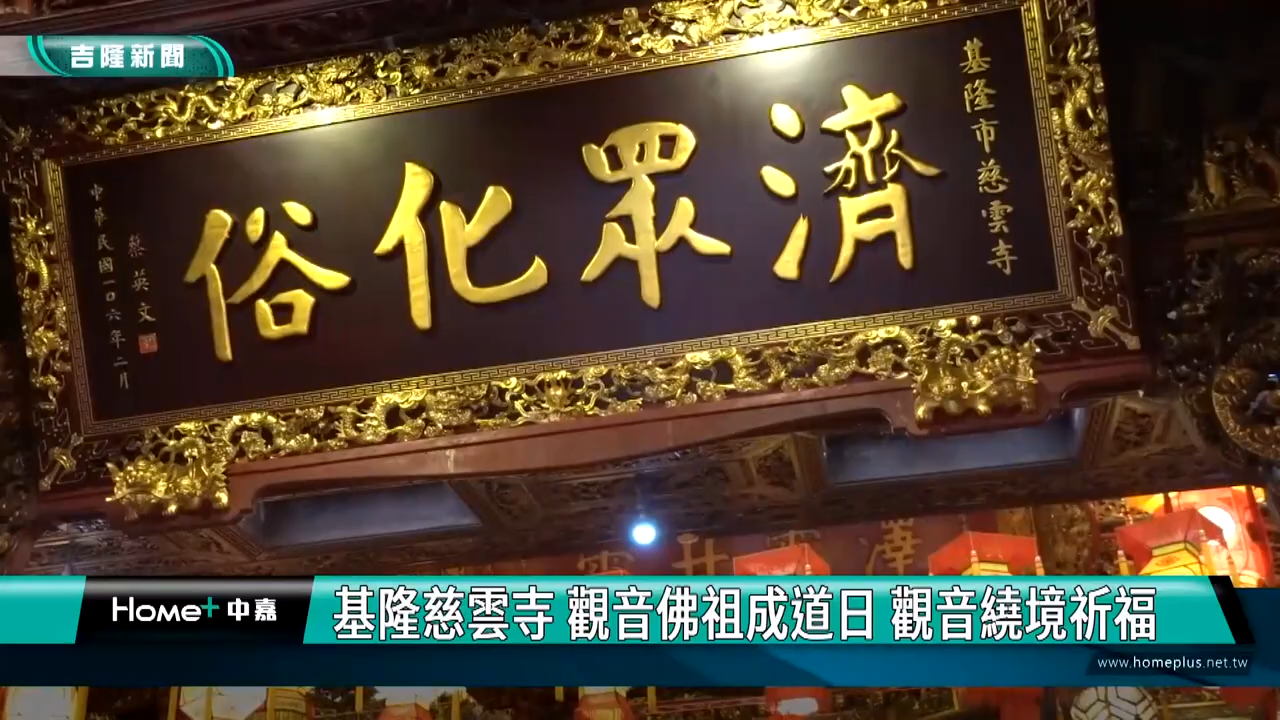 吉隆新聞
基隆市慈雲寺
濟眾化俗
蔡英文
中華民國一0六年二月
Home+ 中嘉
基隆慈雲寺 觀音佛祖成道日 觀音繞境祈福
www.homeplus.net.tw